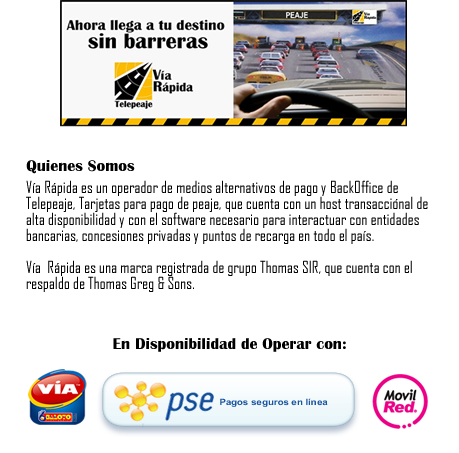 Ahora llega a tu destino
sin barreras
Vía
Rápida
Telepeaje
PEAJE
Vía
Rápida
Quienes Somos
Vía Rápida es un operador de medios alternativos de pago y BackOffice de
Telepeaje, Tarjetas para pago de peaje, que cuenta con un host transacciónal de
alta disponibilidad y con el software necesario para interactuar con entidades
bancarias, concesiones privadas y puntos de recarga en todo el país.
Vía Rápida es una marca registrada de grupo Thomas SIR, que cuenta con el
respaldo de Thomas Greg & Sons.
En Disponibilidad de Operar con:
VIA
BALOTO
pse Pagos seguros en línea
Movil
Red.